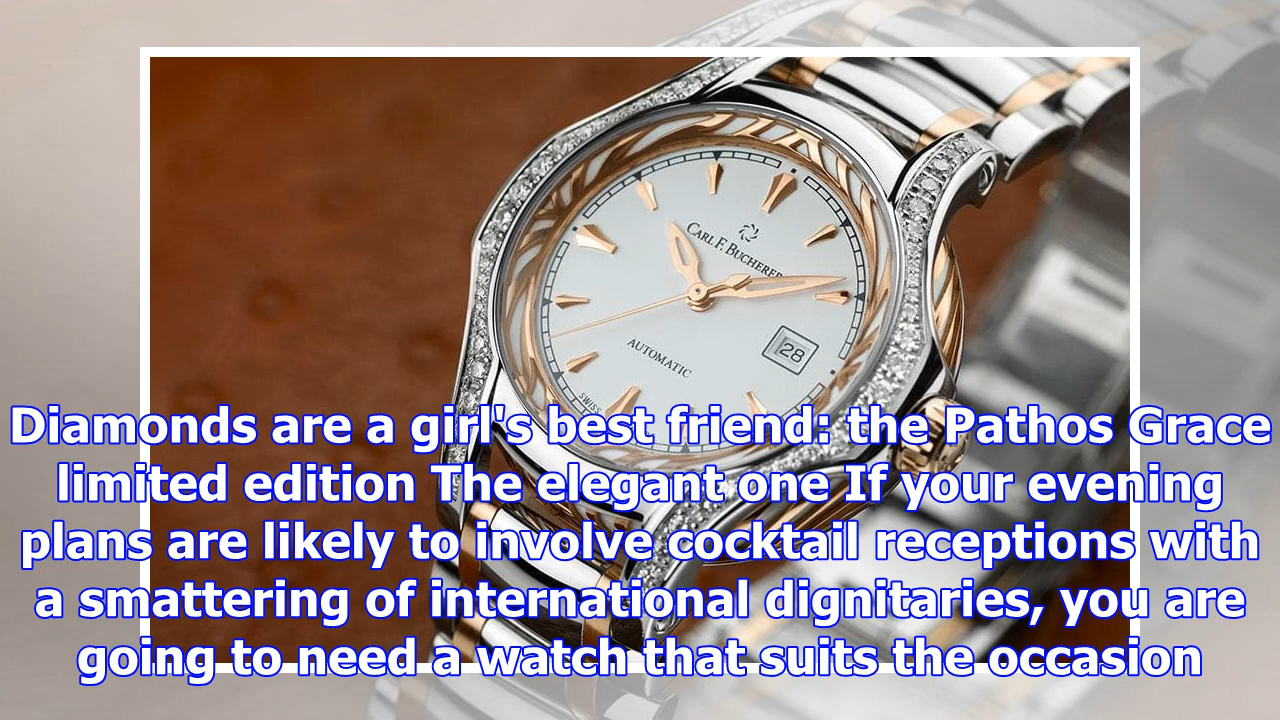 CARL F. BUCHERER
AUTOMATIC
28
SWISS
Diamonds are a girl's best friend: the Pathos Grace
limited edition The elegant one If your evening
plans are likely to involve cocktail receptions with
a smattering of international dignitaries, you are
going to need a watch that suits the occasion